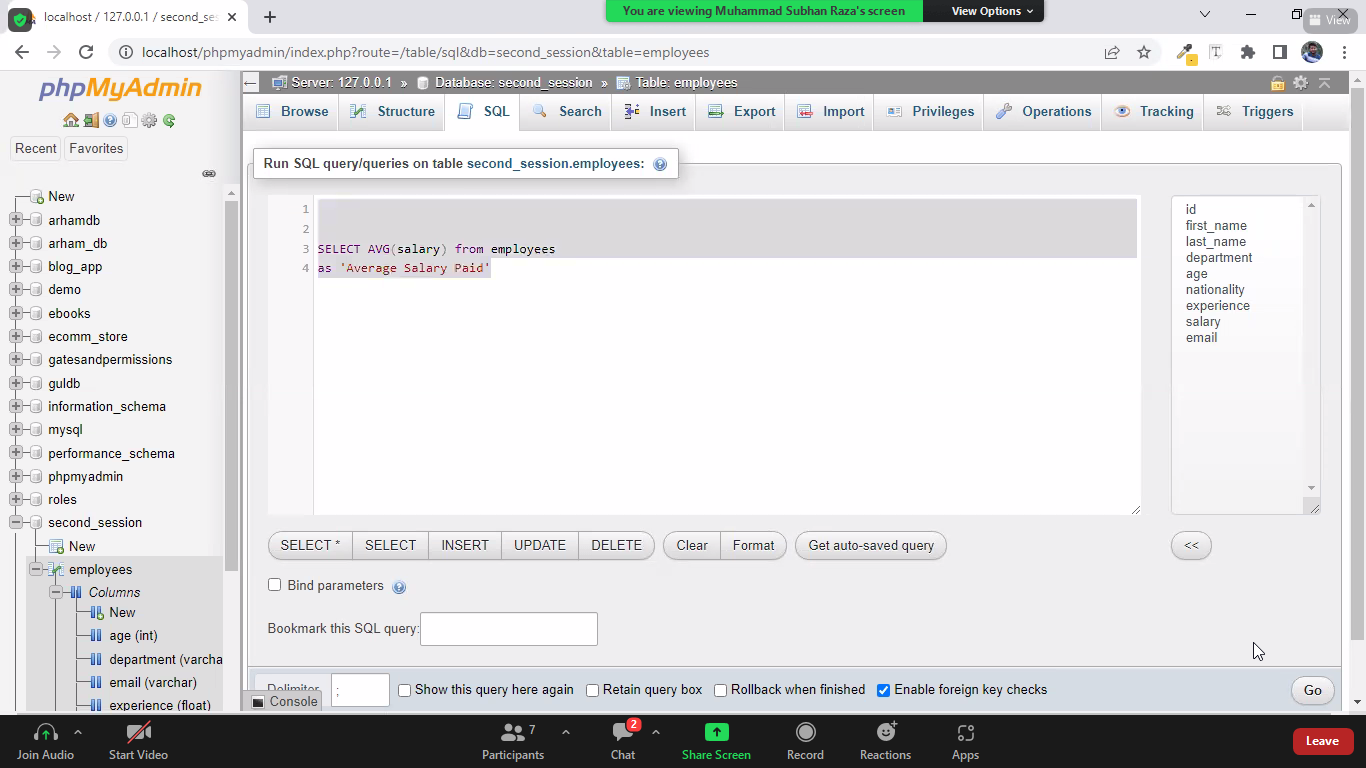 localhost / 127.0.0.1 / second_se
You are viewing Muhammad Subhan Raza's screen
View Options
View
localhost/phpmyadmin/index.php?route=/table/sql&db=second_session&table=employees
phpMyAdmin
Server: 127.0.0.1 » Database: second_session » Table: employees
Browse Structure SQL Search Insert Export Import Privileges Operations Tracking Triggers
Recent Favorites
Run SQL query/queries on table second_session.employees:
New
arhamdb
arham_db
blog_app
demo
ebooks
ecomm_store
gatesandpermissions
guldb
information_schema
mysql
performance_schema
phpmyadmin
roles
second_session
New
employees
Columns
New
age (int)
department (varcha
email (varchar)
experience (float)
1
2
3 SELECT AVG(salary) from employees
4 as 'Average Salary Paid'
id
first_name
last_name
department
age
nationality
experience
salary
email
SELECT * SELECT INSERT UPDATE DELETE Clear Format Get auto-saved query <<
Bind parameters
Bookmark this SQL query:
Delimiter ; Show this query here again Retain query box Rollback when finished Enable foreign key checks Go
Console
Join Audio Start Video Participants 7 Chat 2 Share Screen Record Reactions Apps Leave